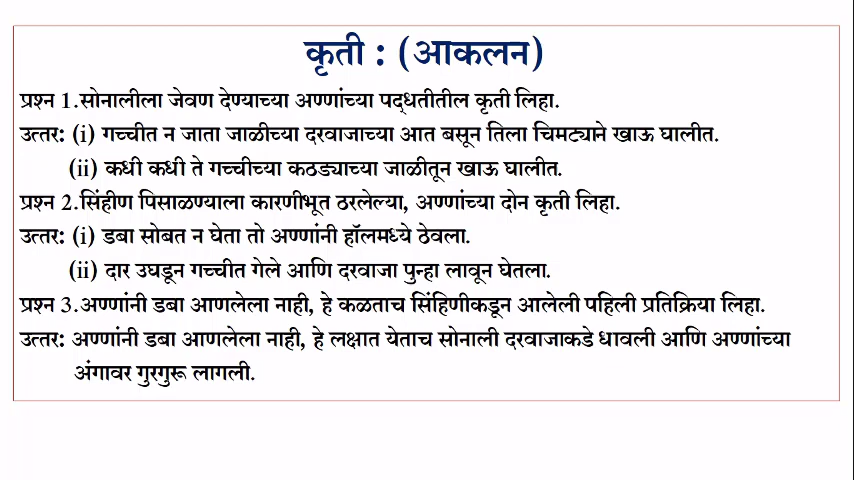 कृती : (आकलन)
प्रश्न 1.सोनालीला जेवण देण्याच्या अण्णांच्या पद्धतीतील कृती लिहा.
उत्तर: (i) गच्चीत न जाता जाळीच्या दरवाजाच्या आत बसून तिला चिमट्याने खाऊ घालीत.
(ii) कधी कधी ते गच्चीच्या कठड्याच्या जाळीतून खाऊ घालीत.
प्रश्न 2.सिंहीण पिसाळण्याला कारणीभूत ठरलेल्या, अण्णांच्या दोन कृती लिहा.
उत्तर: (i) डबा सोबत न घेता तो अण्णांनी हॉलमध्ये ठेवला.
(ii) दार उघडून गच्चीत गेले आणि दरवाजा पुन्हा लावून घेतला.
प्रश्न 3.अण्णांनी डबा आणलेला नाही, हे कळताच सिंहिणीकडून आलेली पहिली प्रतिक्रिया लिहा.
उत्तर: अण्णांनी डबा आणलेला नाही, हे लक्षात येताच सोनाली दरवाजाकडे धावली आणि अण्णांच्या
अंगावर गुरगुरू लागली.